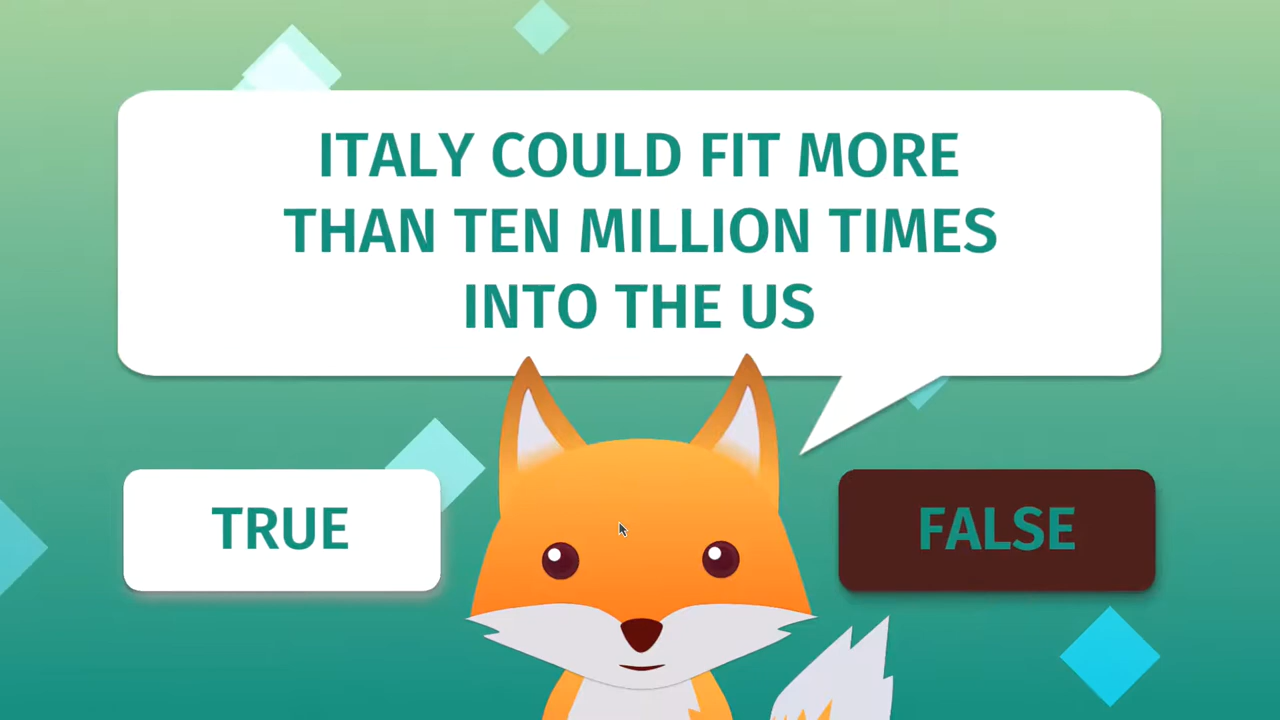 ITALY COULD FIT MORE
THAN TEN MILLION TIMES
INTO THE US
TRUE
FALSE